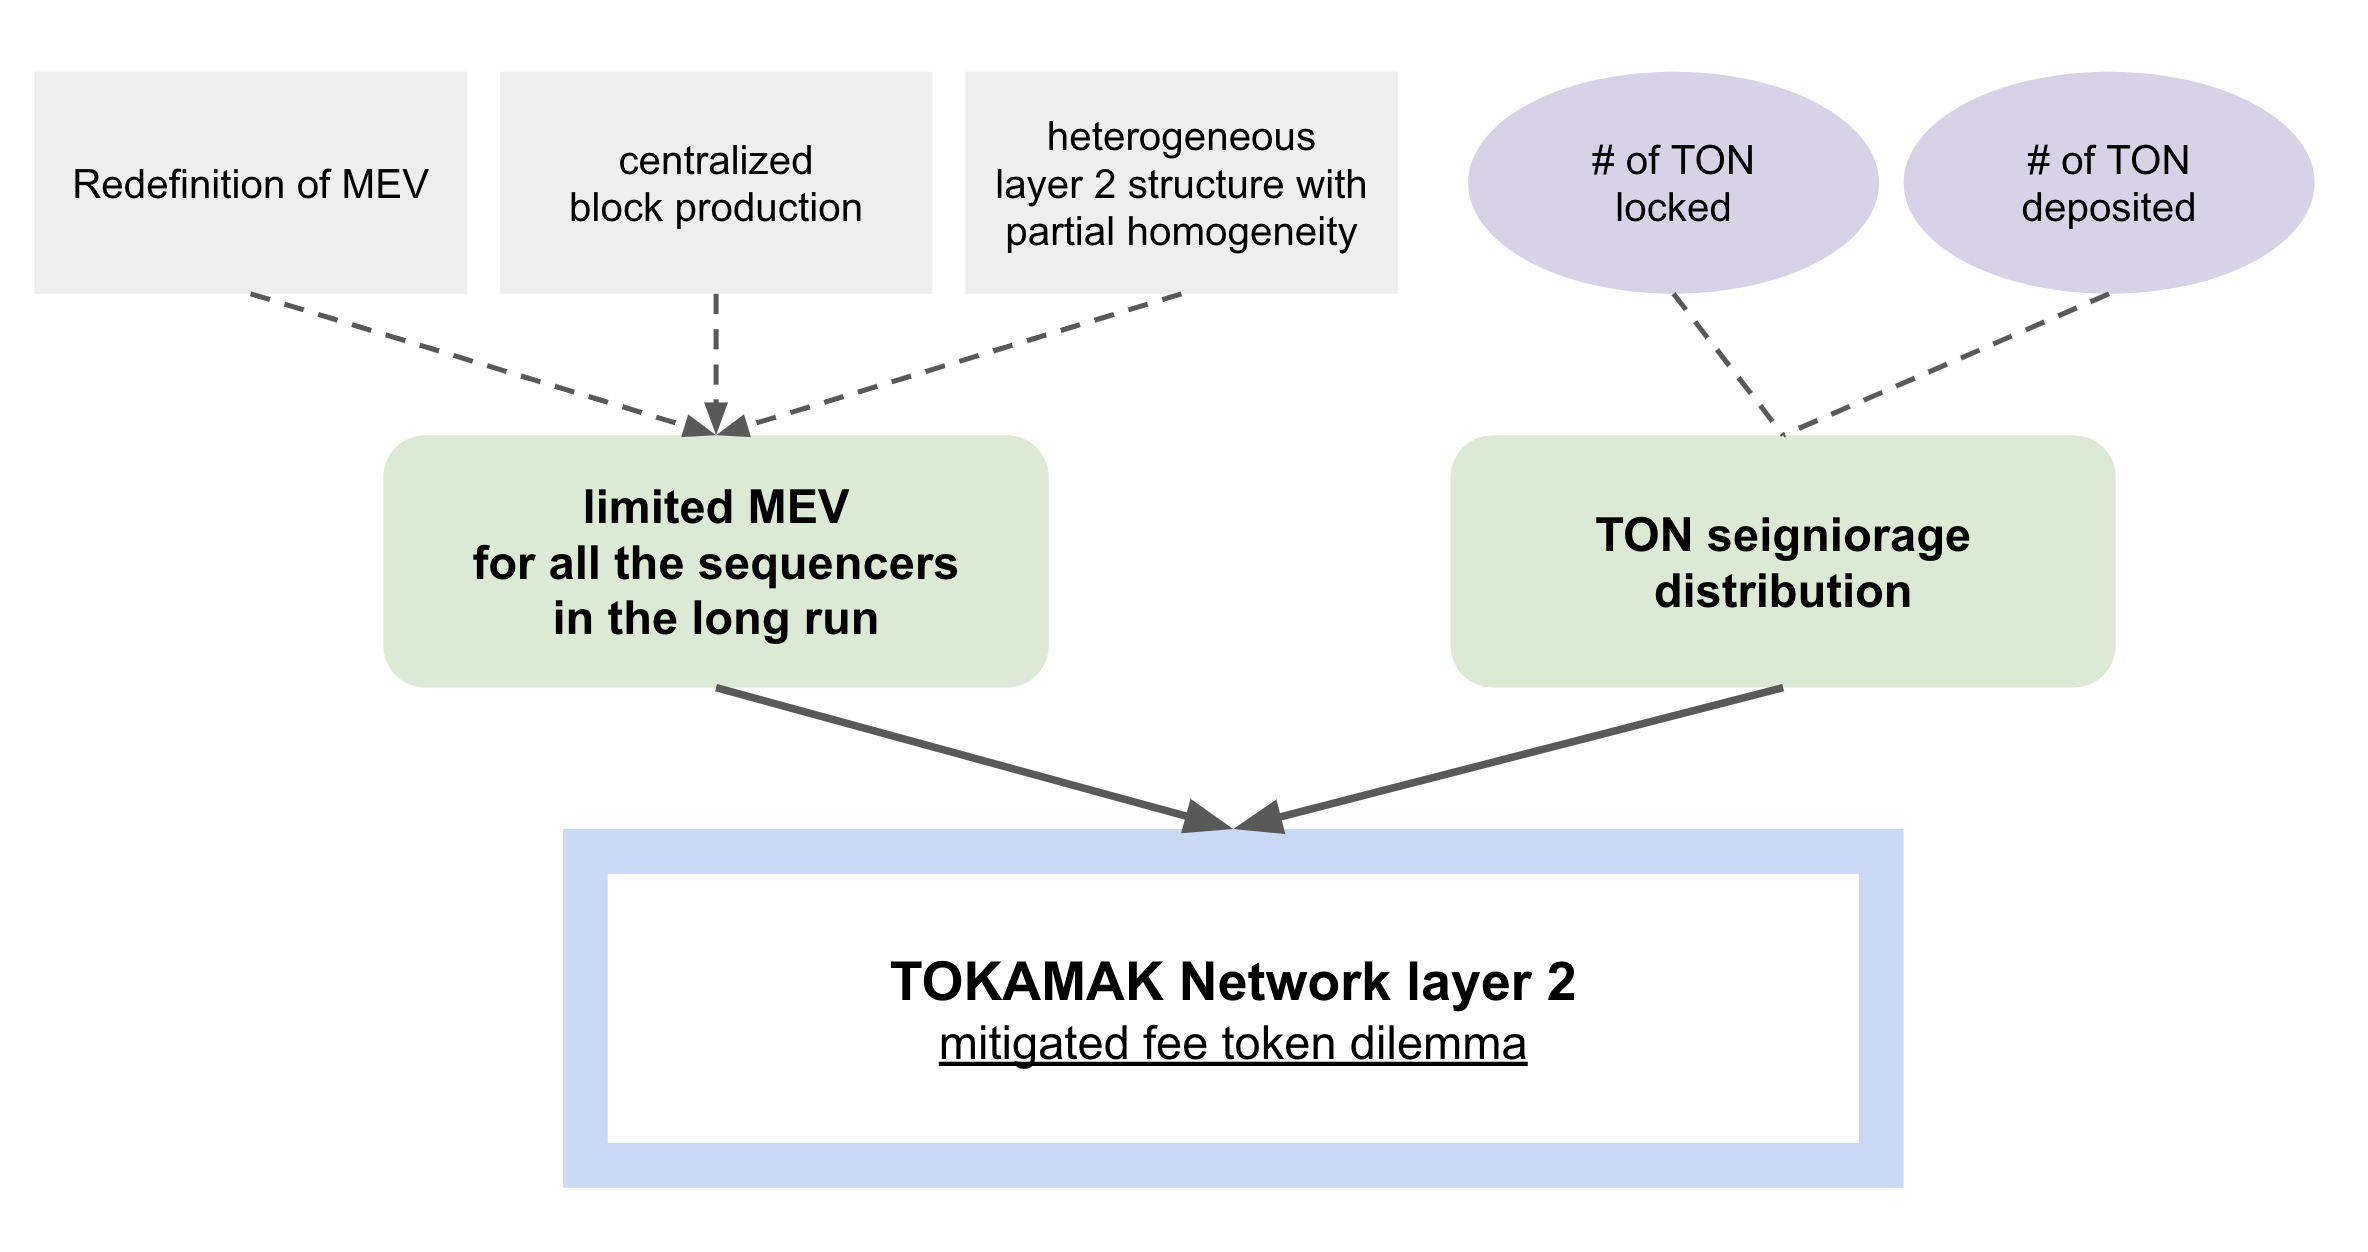 Redefinition of MEV
centralized
block production
heterogeneous
layer 2 structure with
partial homogeneity
# of TON
locked
# of TON
deposited
limited MEV
for all the sequencers
in the long run
TON seigniorage
distribution
TOKAMAK Network layer 2
mitigated fee token dilemma